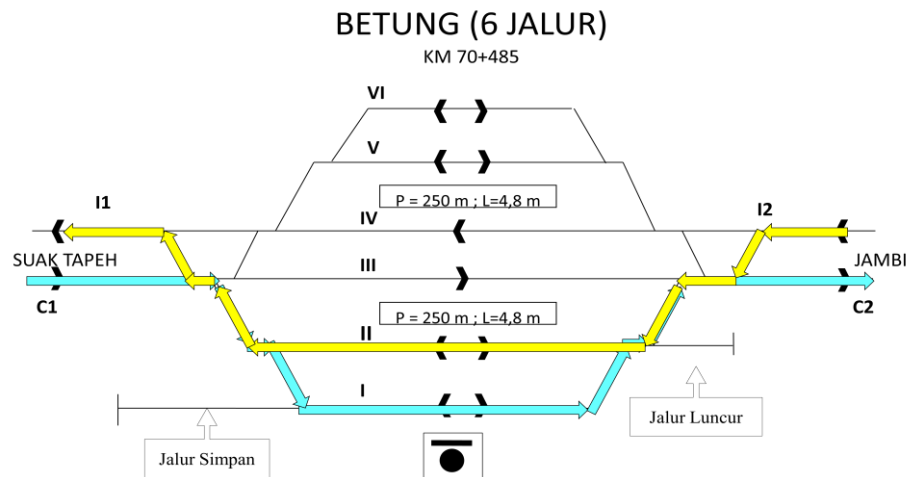 BETUNG (6 JALUR)
KM 70+485
VI
V
P = 250 m ; L=4,8 m
I1
IV
I2
SUAK TAPEH
III
JAMBI
C1
C2
P = 250 m ; L=4,8 m
II
I
Jalur Luncur
Jalur Simpan